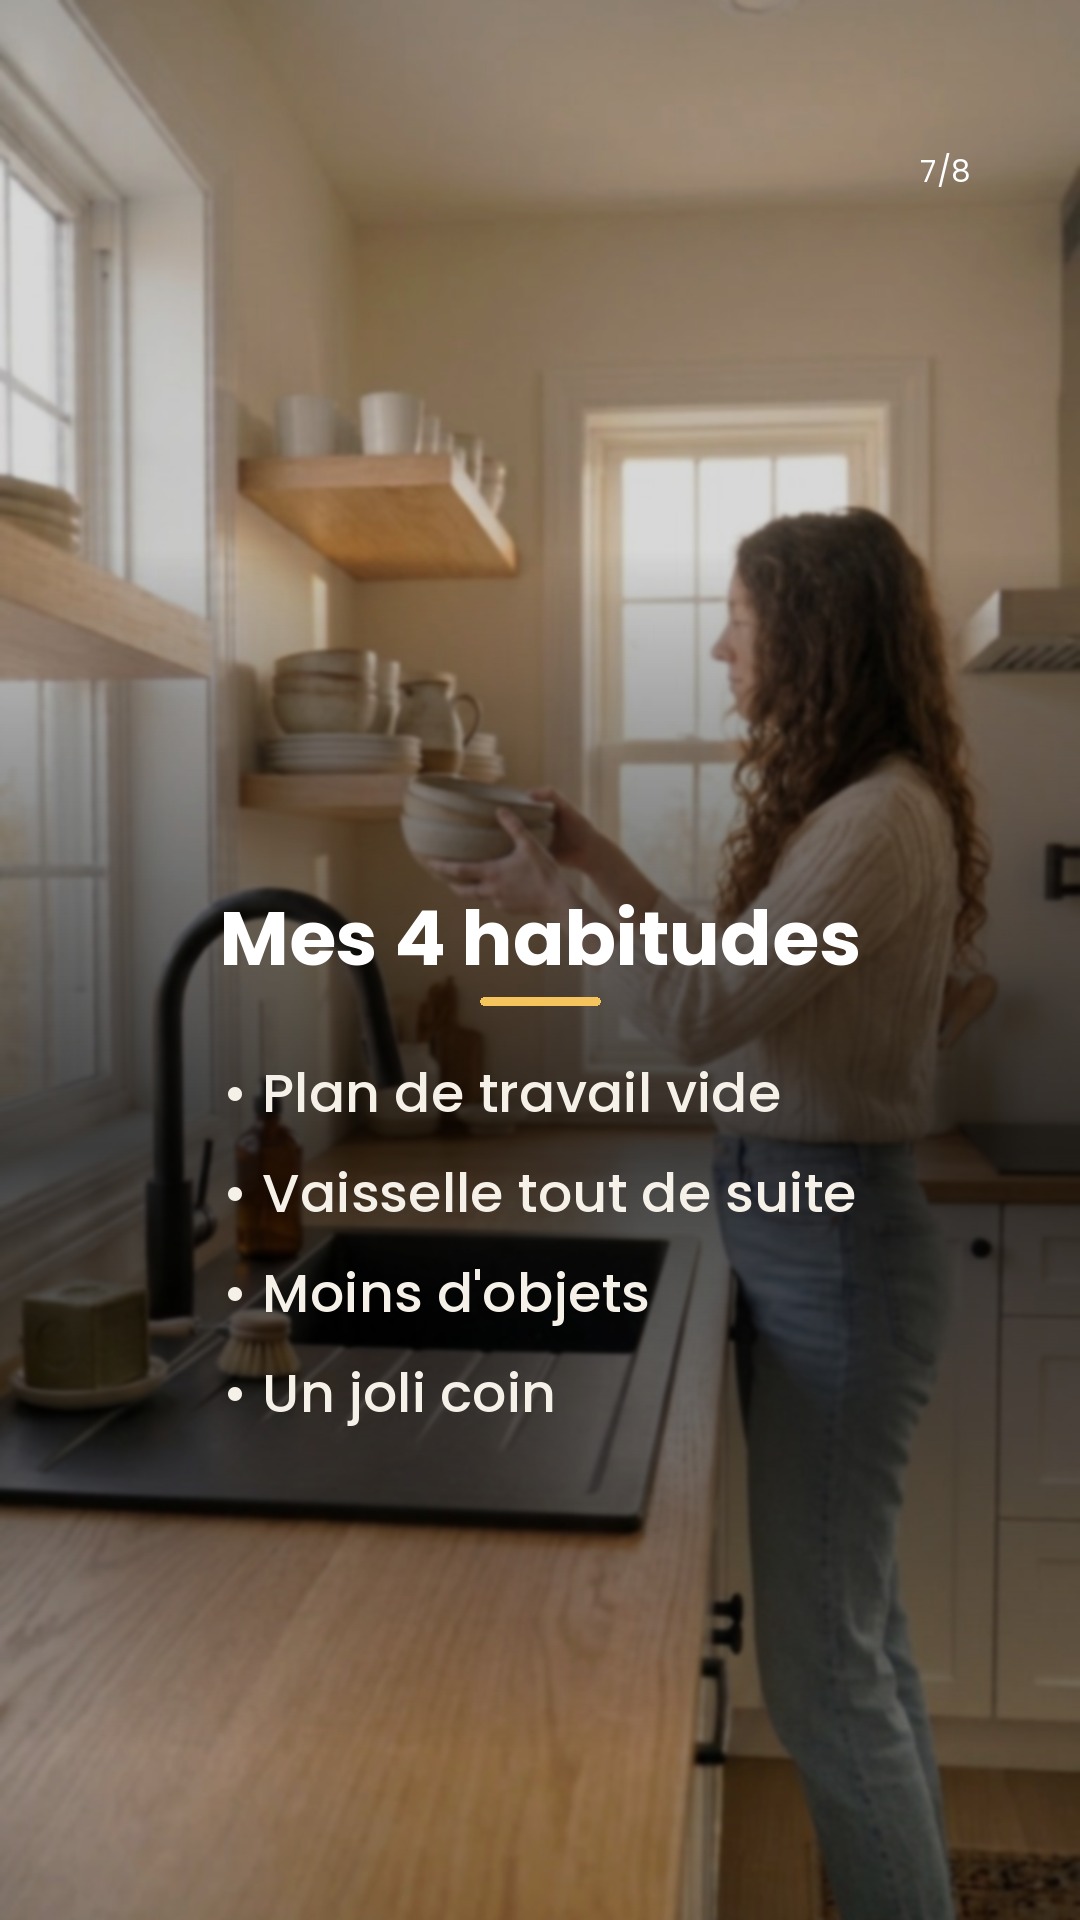 7/8
Mes 4 habitudes
• Plan de travail vide
• Vaisselle tout de suite
• Moins d'objets
• Un joli coin